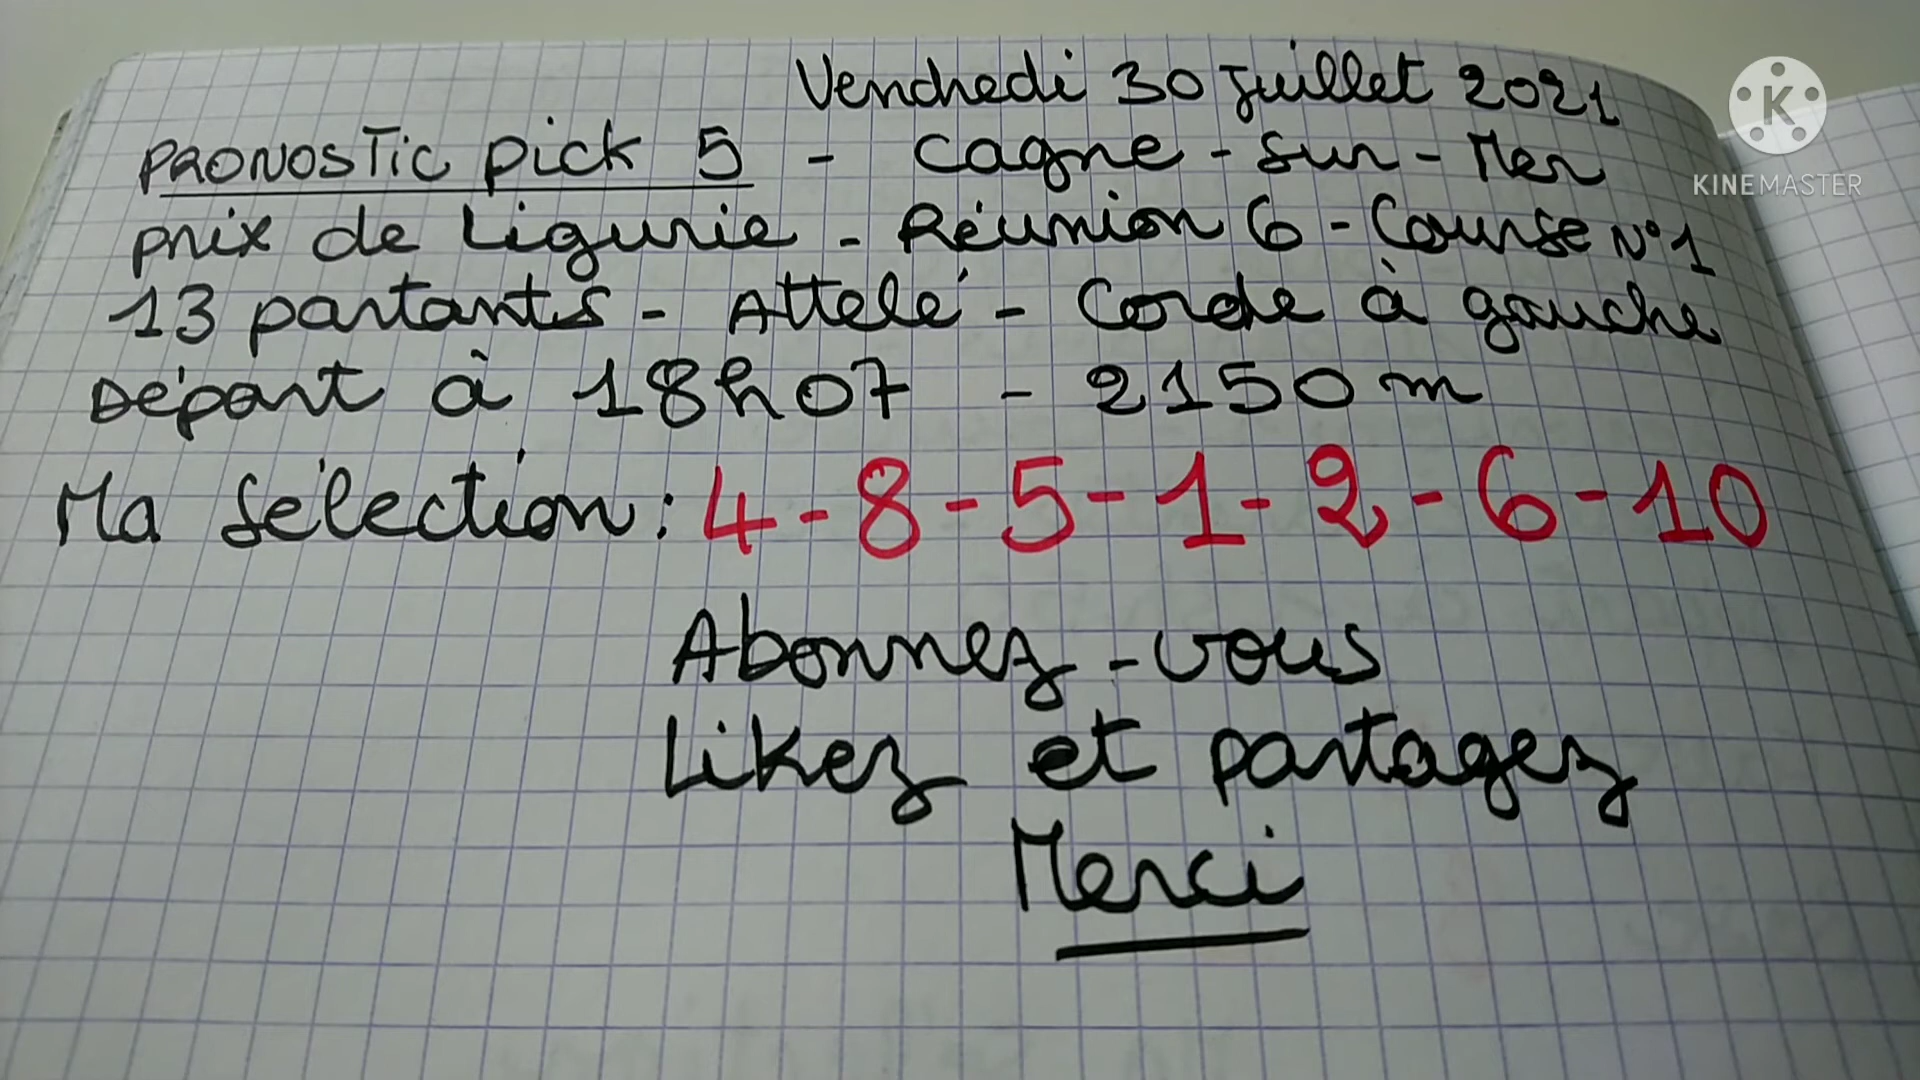 Vendredi 30 Juillet 2021
PRONOSTIC PICK 5 - Cagne-sur-Mer
prix de Ligurie - Réunion 6 - Course N°1
13 partants - Attelé - Corde à gauche
Départ à 18h07 - 2150m
Ma sélection : 4 - 8 - 5 - 1 - 2 - 6 - 10
Abonnez-vous
Likez et partagez
Merci
K
KINEMASTER